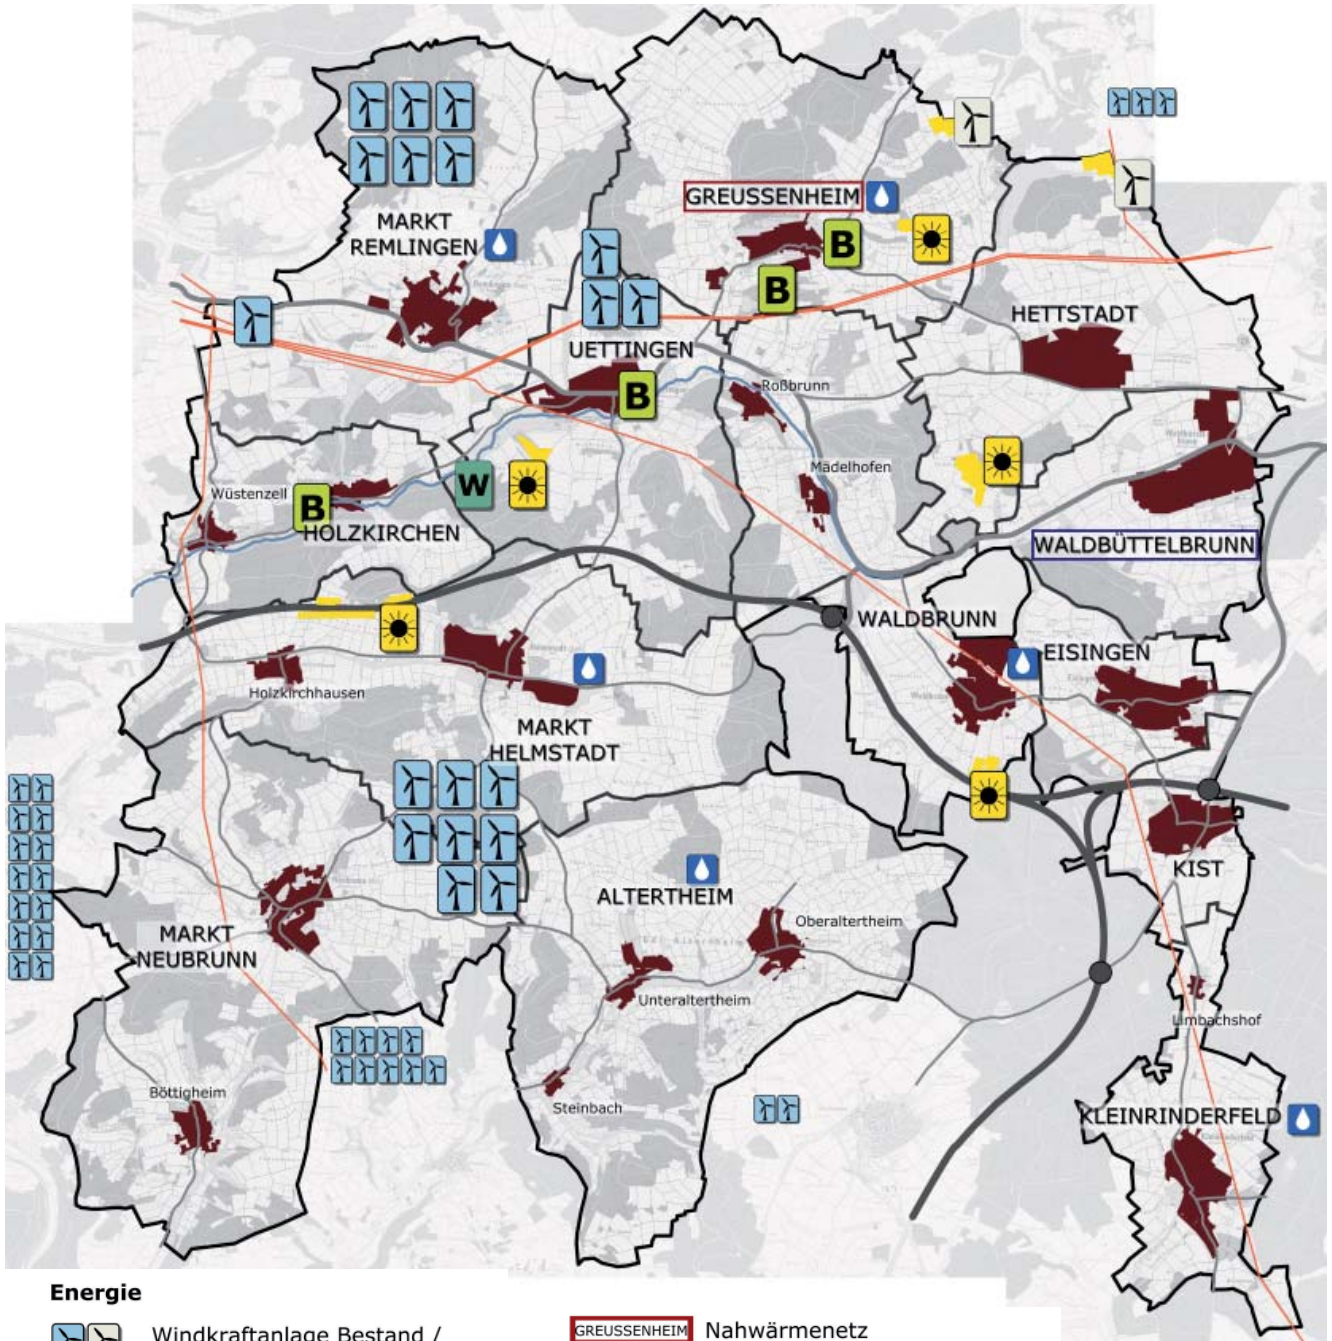 GREUSSENHEIM
MARKT
REMLINGEN
B
B
HETTSTADT
UETTINGEN
B
Roßbrunn
Mädelhofen
W
Wüstenzell
B
HOLZKIRCHEN
WALDBÜTTELBRUNN
WALDBRUNN
EISINGEN
Holzkirchhausen
MARKT
HELMSTADT
KIST
ALTERTHEIM
Oberaltertheim
MARKT
NEUBRUNN
Unteraltertheim
Limbachshof
Böttigheim
Steinbach
KLEINRINDERFELD
Energie
Windkraftanlage Bestand /
GREUSSENHEIM Nahwärmenetz